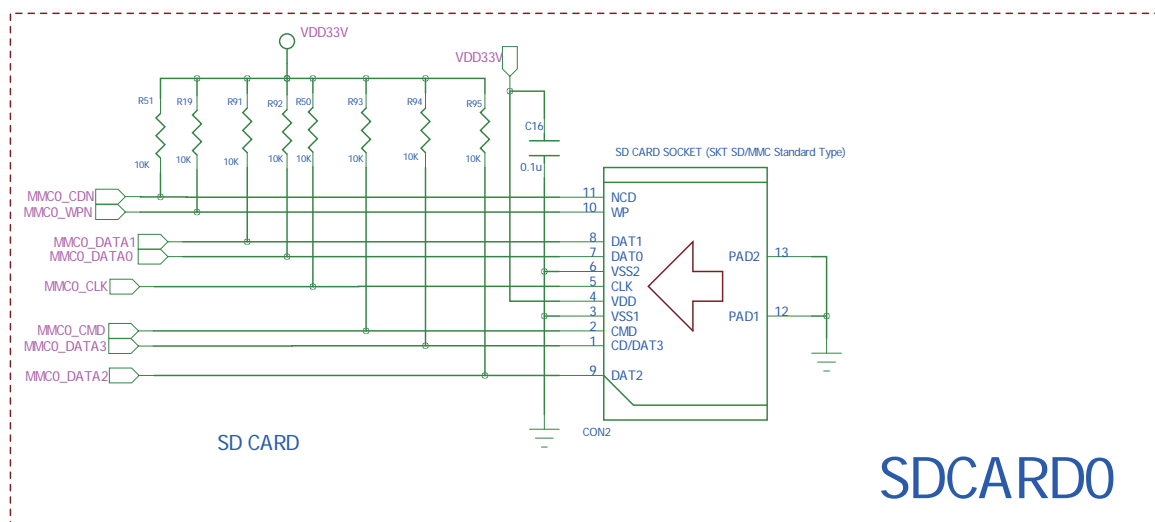 VDD33V
VDD33V
R51
R19
R91
R92
R50
R93
R94
R95
C16
10K
10K
10K
10K
10K
10K
10K
10K
0.1u
SD CARD SOCKET (SKT SD/MMC Standard Type)
MMC0_CDN
11
NCD
MMC0_WPN
10
WP
MMC0_DATA1
8
DAT1
MMC0_DATA0
7
DAT0
PAD2
13
6
VSS2
MMC0_CLK
5
CLK
4
VDD
3
VSS1
PAD1
12
MMC0_CMD
2
CMD
MMC0_DATA3
1
CD/DAT3
MMC0_DATA2
9
DAT2
CON2
SD CARD
SDCARD0